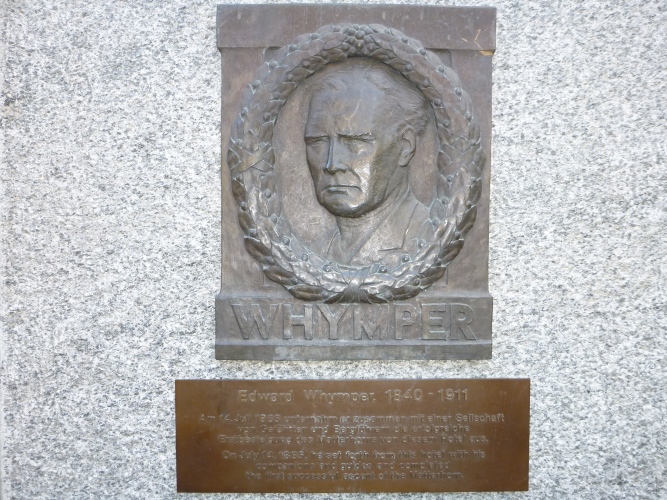 WHYMPER
Edward Whymper, 1840 - 1911
Am 14. Juli 1865 unternahm er zusammen mit einer Seilschaft
von Gefährten und Bergführern die erfolgreiche
Erstbesteigung des Matterhorns von diesem Hotel aus.
On July 14, 1865, he set forth from this hotel with his
companions and guides and completed
the first successful ascent of the Matterhorn.